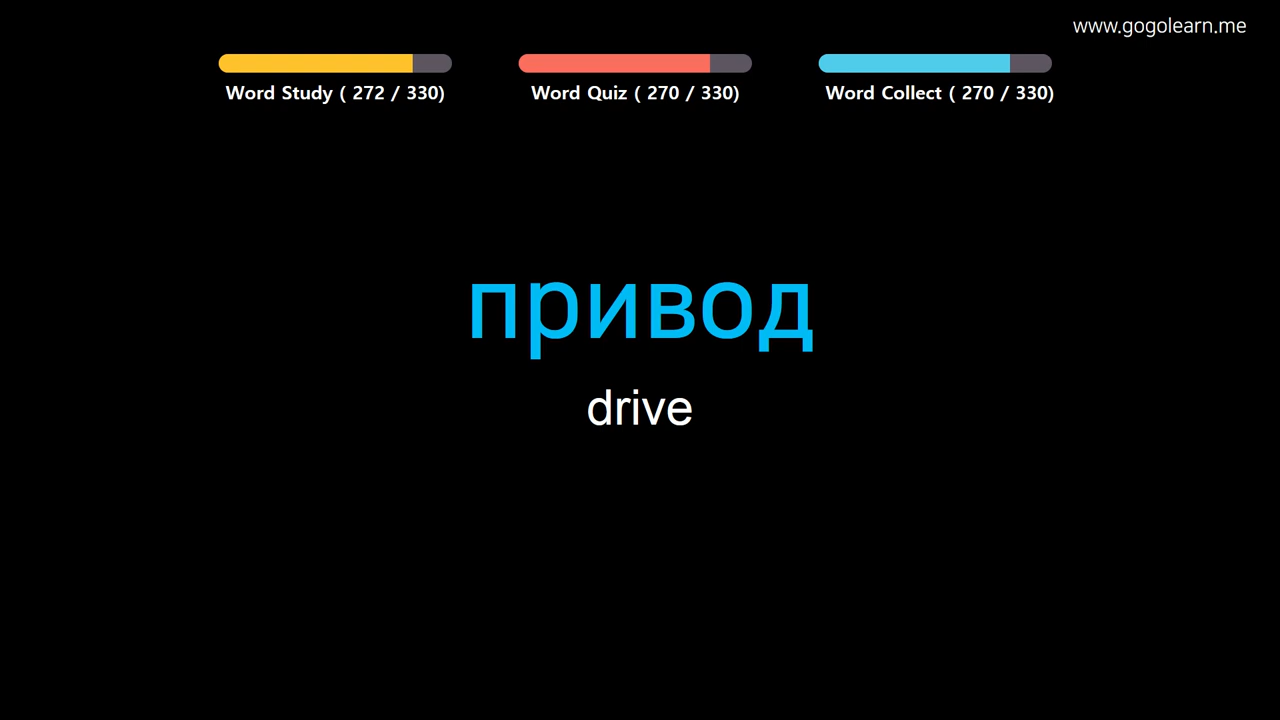 www.gogolearn.me
Word Study ( 272 / 330)
Word Quiz ( 270 / 330)
Word Collect ( 270 / 330)
привод
drive